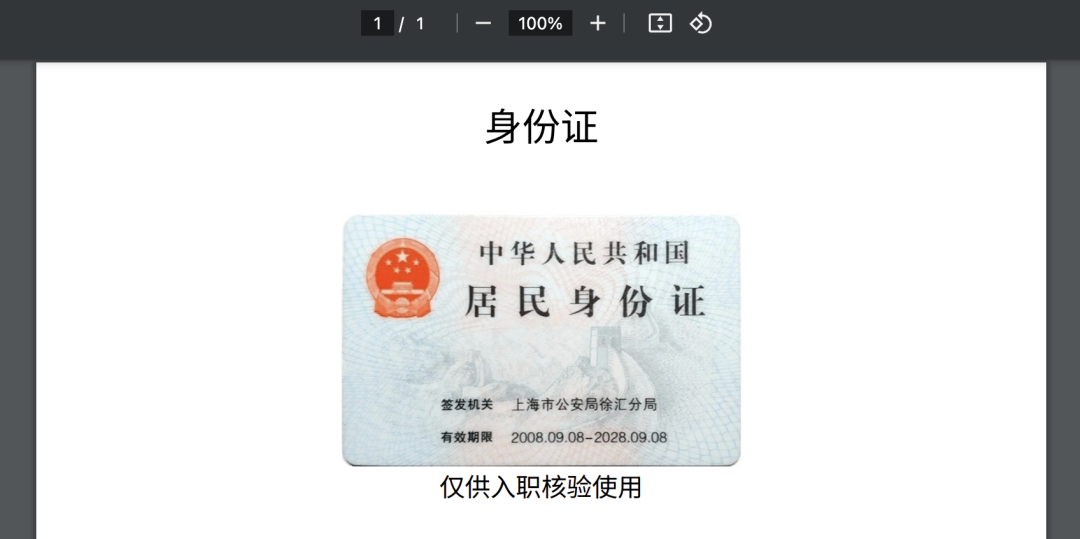 1 / 1 100%
身份证
中华人民共和国
居民身份证
签发机关 上海市公安局徐汇分局
有效期限 2008.09.08-2028.09.08
仅供入职核验使用